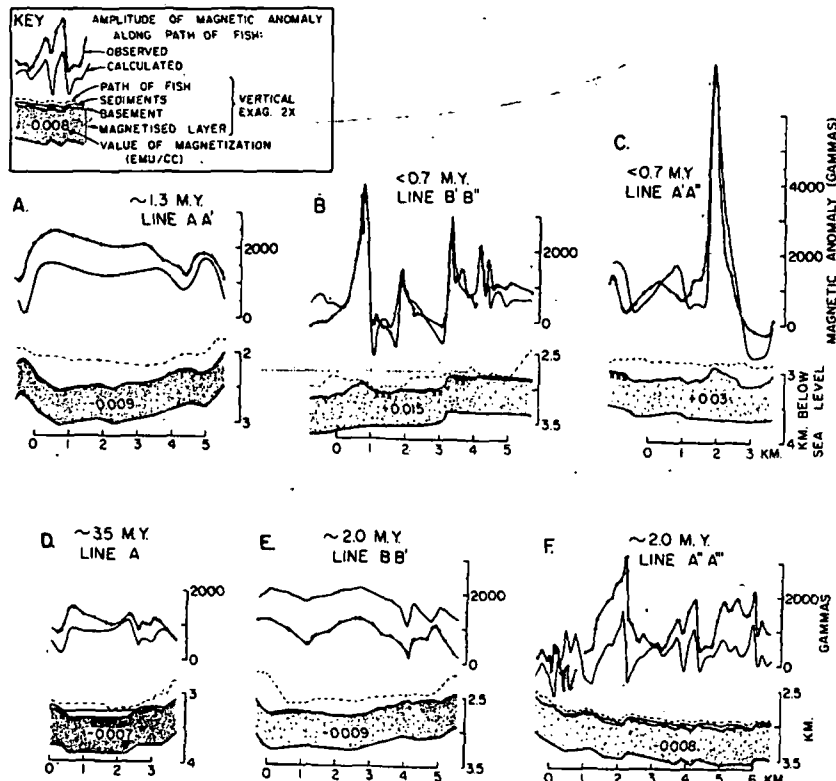 KEY
AMPLITUDE OF MAGNETIC ANOMALY
ALONG PATH OF FISH:
OBSERVED
CALCULATED
PATH OF FISH
SEDIMENTS
BASEMENT
MAGNETISED LAYER
VERTICAL
EXAG. 2X
-0.008
VALUE OF MAGNETIZATION
(EMU/CC)
A.
~1.3 M.Y.
LINE A A'
2000
0
2
3
-0.009
0 1 2 3 4 5
B
<0.7 M.Y.
LINE B' B"
2000
0
2.5
3.5
+0.015
0 1 2 3 4 5
C.
<0.7 M.Y
LINE A'A"
4000
2000
0
MAGNETIC ANOMALY (GAMMAS)
3
4
+0.03
KM. BELOW
SEA LEVEL
0 1 2 3 KM.
D.
~35 M.Y.
LINE A
2000
0
3
4
-0.007
0 1 2 3
E.
~2.0 M.Y.
LINE B B'
2000
0
2.5
3.5
-0.009
0 1 2 3 4 5
F.
~2.0 M.Y.
LINE A" A"'
2000
0
GAMMAS
2.5
3.5
KM.
-0.008
0 1 2 3 4 5 6 KM